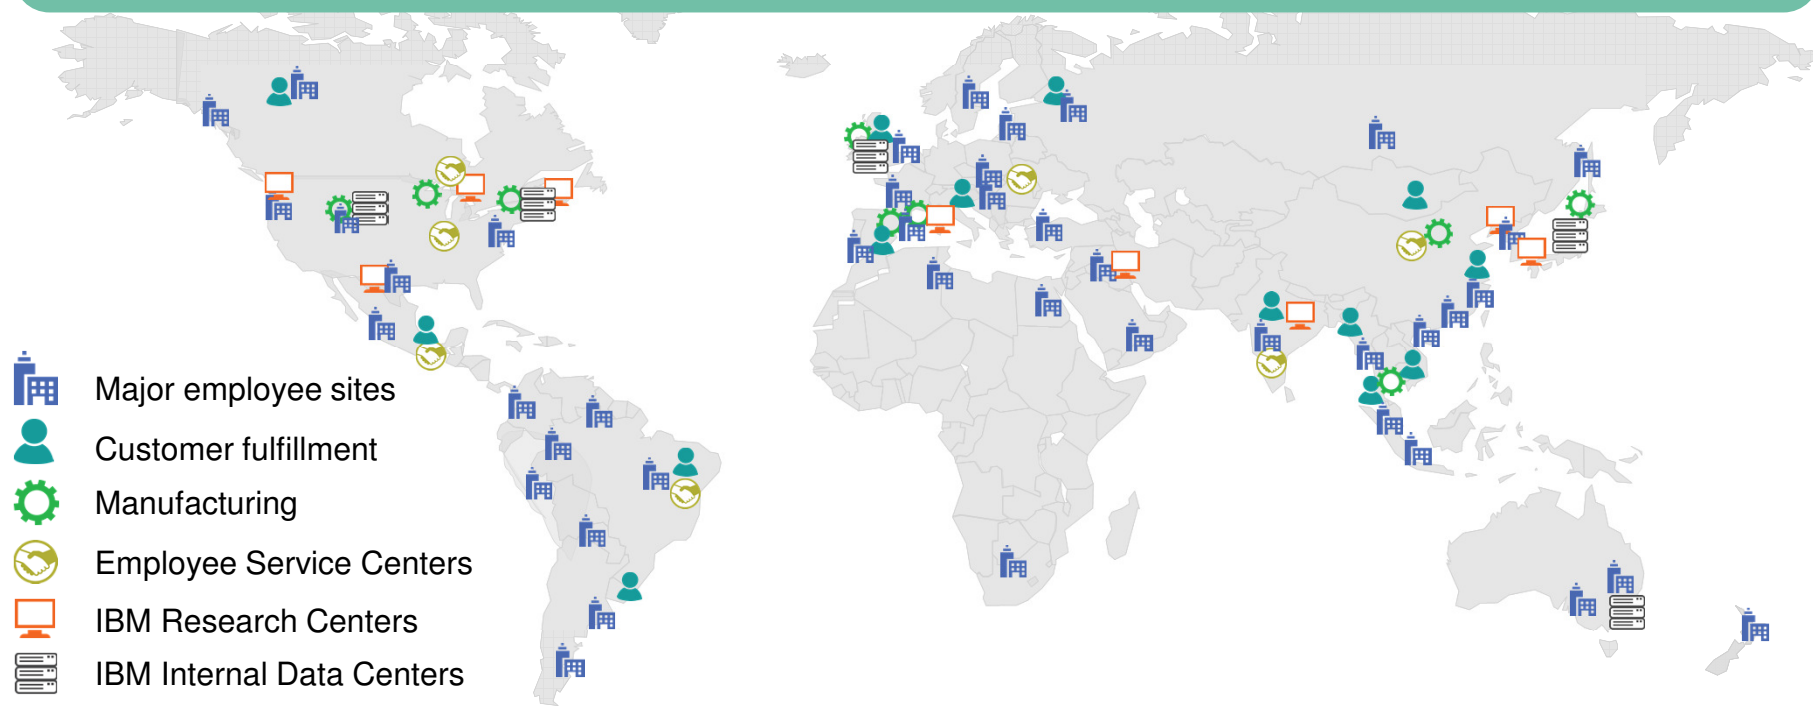 Major employee sites
Customer fulfillment
Manufacturing
Employee Service Centers
IBM Research Centers
IBM Internal Data Centers